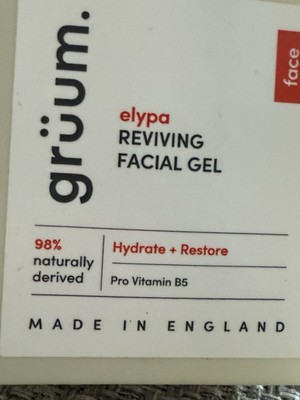 grüum.
face
elypa
REVIVING
FACIAL GEL
98%
naturally
derived
Hydrate + Restore
Pro Vitamin B5
MADE IN ENGLAND